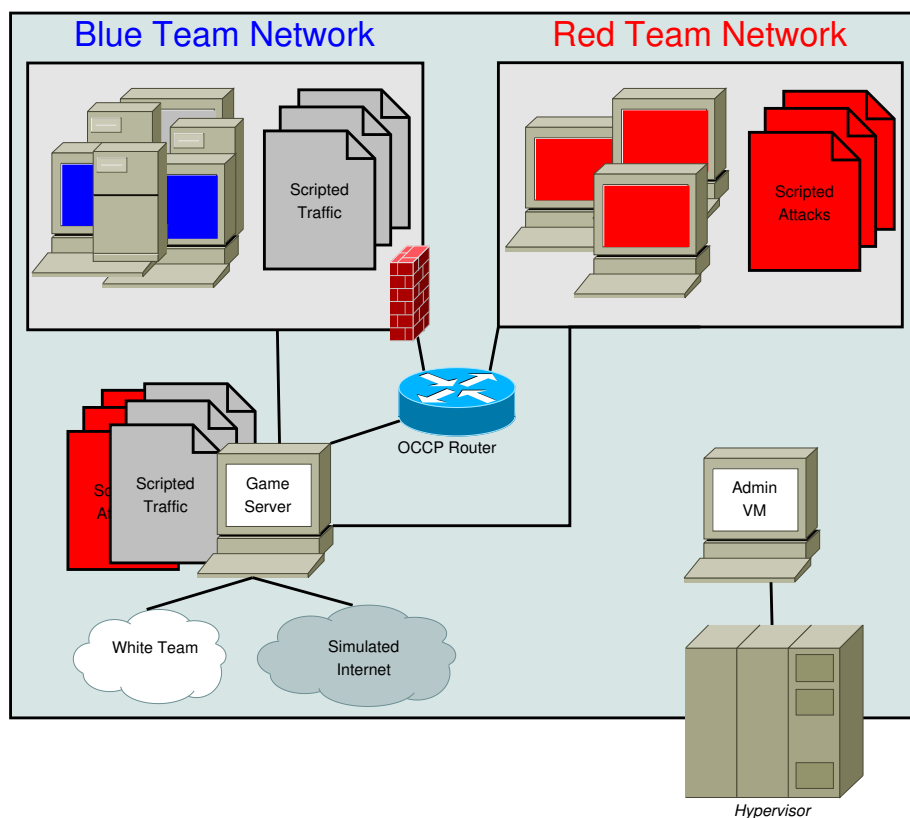 Blue Team Network
Red Team Network
Scripted
Traffic
Scripted
Attacks
OCCP Router
Scripted
Traffic
Game
Server
Admin
VM
White Team
Simulated
Internet
Hypervisor